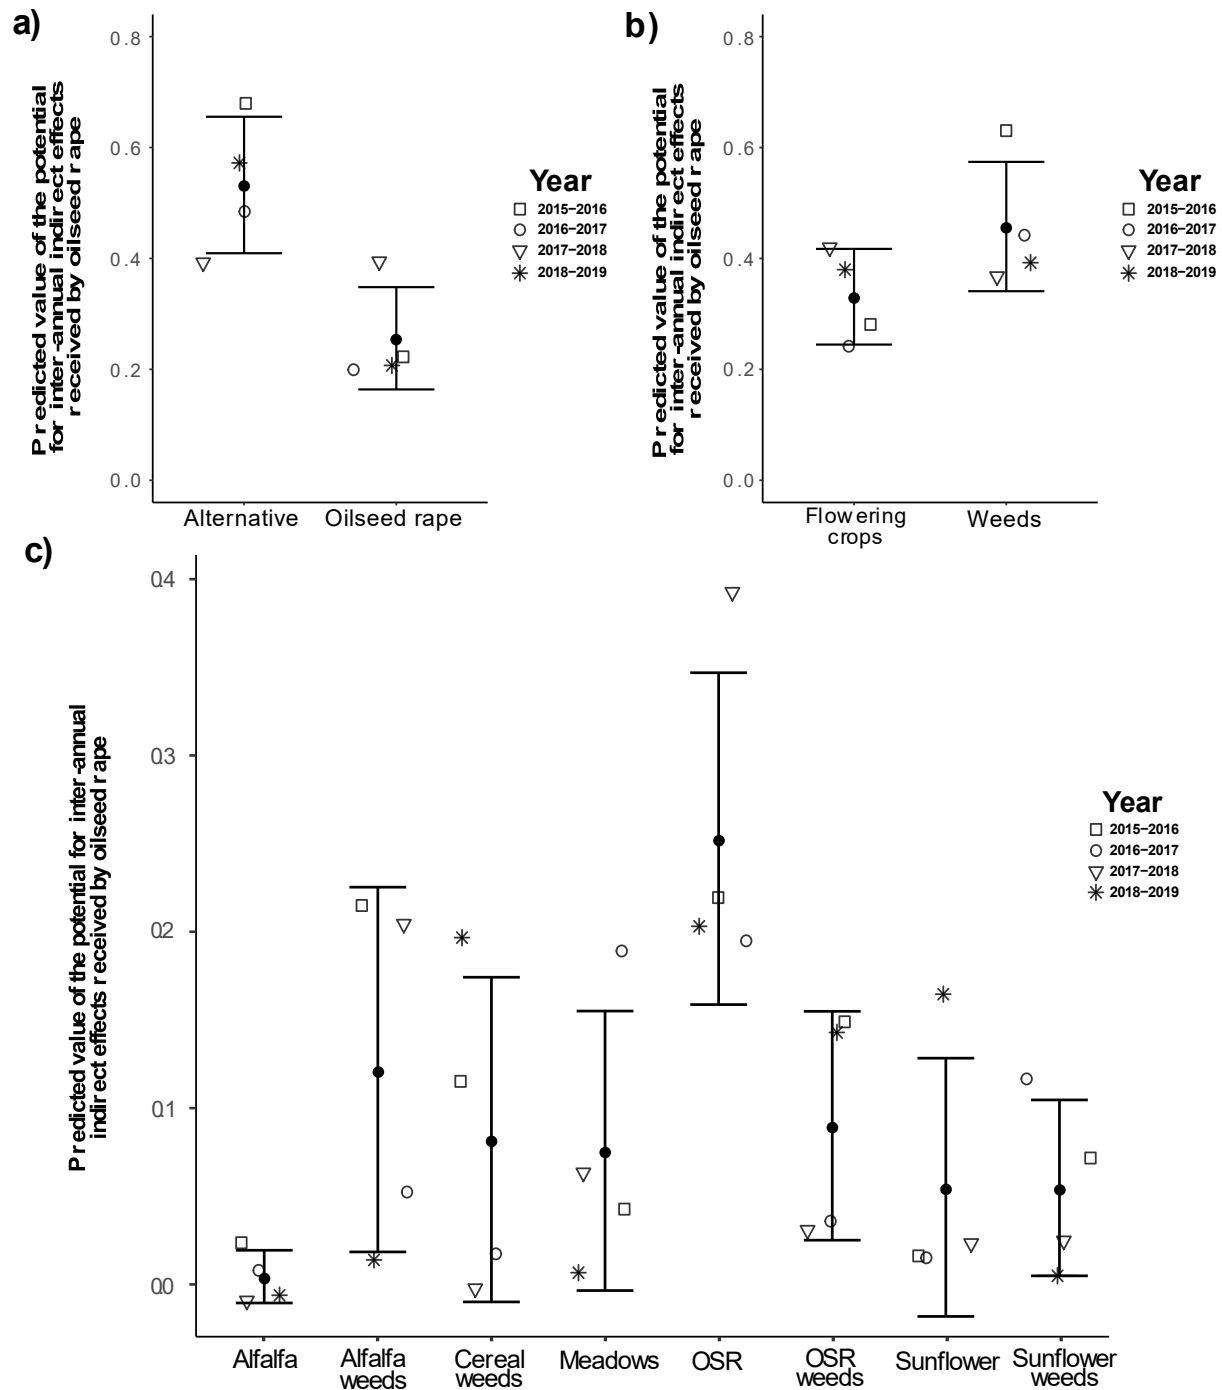 a)
Predicted value of the potential
for inter-annual indirect effects
received by oilseed rape
0.8
0.6
0.4
0.2
0.0
Alternative
Oilseed rape
Year
2015−2016
2016−2017
2017−2018
2018−2019
b)
Predicted value of the potential
for inter-annual indirect effects
received by oilseed rape
0.8
0.6
0.4
0.2
0.0
Flowering
crops
Weeds
Year
2015−2016
2016−2017
2017−2018
2018−2019
c)
Predicted value of the potential for inter-annual
indirect effects received by oilseed rape
0.4
0.3
0.2
0.1
0.0
Alfalfa
Alfalfa
weeds
Cereal
weeds
Meadows
OSR
OSR
weeds
Sunflower
Sunflower
weeds
Year
2015−2016
2016−2017
2017−2018
2018−2019